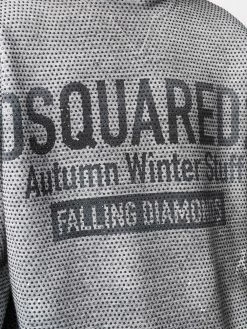 DSQUARED
Autumn Winter Stuff
FALLING DIAMONDS